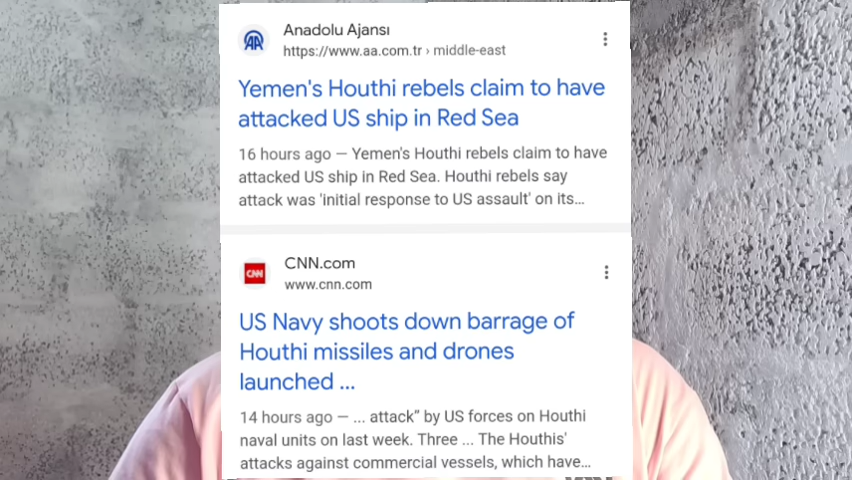 Anadolu Ajansı
https://www.aa.com.tr › middle-east
Yemen's Houthi rebels claim to have
attacked US ship in Red Sea
16 hours ago — Yemen's Houthi rebels claim to have
attacked US ship in Red Sea. Houthi rebels say
attack was 'initial response to US assault' on its...
CNN
CNN.com
www.cnn.com
US Navy shoots down barrage of
Houthi missiles and drones
launched ...
14 hours ago — ... attack” by US forces on Houthi
naval units on last week. Three ... The Houthis'
attacks against commercial vessels, which have...